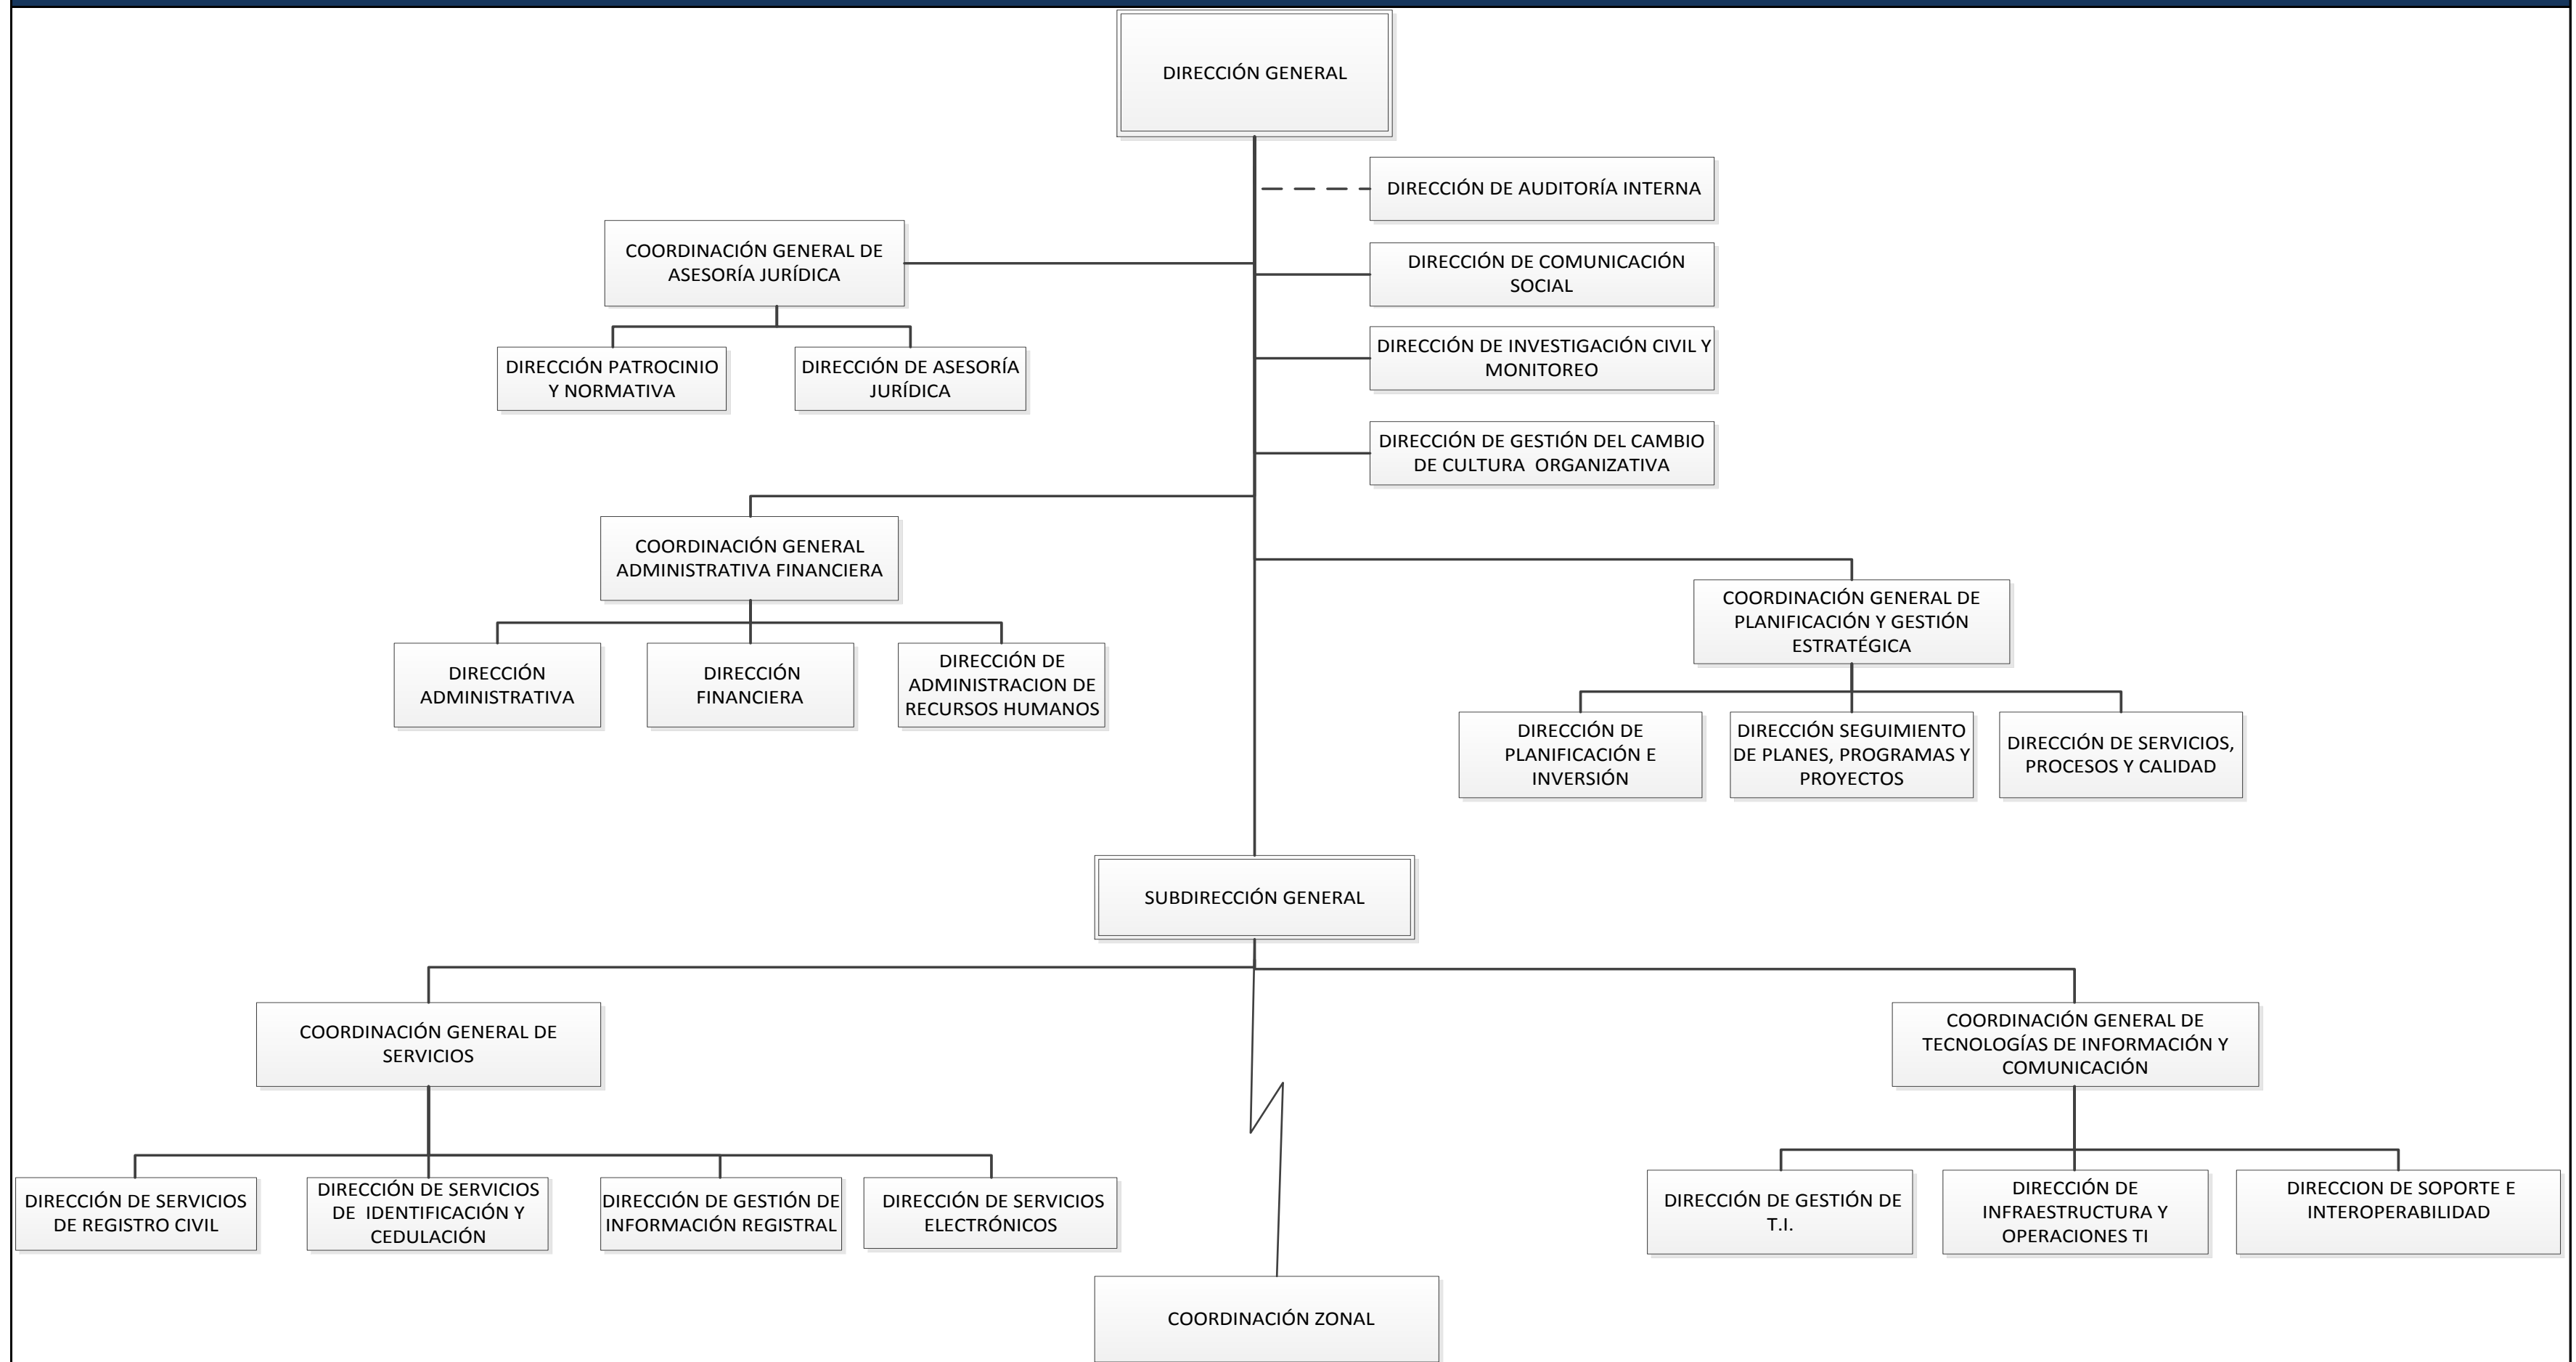 DIRECCIÓN GENERAL
DIRECCIÓN DE AUDITORÍA INTERNA
COORDINACIÓN GENERAL DE
ASESORÍA JURÍDICA
DIRECCIÓN DE COMUNICACIÓN
SOCIAL
DIRECCIÓN DE INVESTIGACIÓN CIVIL Y
MONITOREO
DIRECCIÓN PATROCINIO
Y NORMATIVA
DIRECCIÓN DE ASESORÍA
JURÍDICA
DIRECCIÓN DE GESTIÓN DEL CAMBIO
DE CULTURA ORGANIZATIVA
COORDINACIÓN GENERAL
ADMINISTRATIVA FINANCIERA
COORDINACIÓN GENERAL DE
PLANIFICACIÓN Y GESTIÓN
ESTRATÉGICA
DIRECCIÓN
ADMINISTRATIVA
DIRECCIÓN
FINANCIERA
DIRECCIÓN DE
ADMINISTRACION DE
RECURSOS HUMANOS
DIRECCIÓN DE
PLANIFICACIÓN E
INVERSIÓN
DIRECCIÓN SEGUIMIENTO
DE PLANES, PROGRAMAS Y
PROYECTOS
DIRECCIÓN DE SERVICIOS,
PROCESOS Y CALIDAD
SUBDIRECCIÓN GENERAL
COORDINACIÓN GENERAL DE
SERVICIOS
COORDINACIÓN GENERAL DE
TECNOLOGÍAS DE INFORMACIÓN Y
COMUNICACIÓN
DIRECCIÓN DE SERVICIOS
DE REGISTRO CIVIL
DIRECCIÓN DE SERVICIOS
DE IDENTIFICACIÓN Y
CEDULACIÓN
DIRECCIÓN DE GESTIÓN DE
INFORMACIÓN REGISTRAL
DIRECCIÓN DE SERVICIOS
ELECTRÓNICOS
DIRECCIÓN DE GESTIÓN DE
T.I.
DIRECCIÓN DE
INFRAESTRUCTURA Y
OPERACIONES TI
DIRECCION DE SOPORTE E
INTEROPERABILIDAD
COORDINACIÓN ZONAL